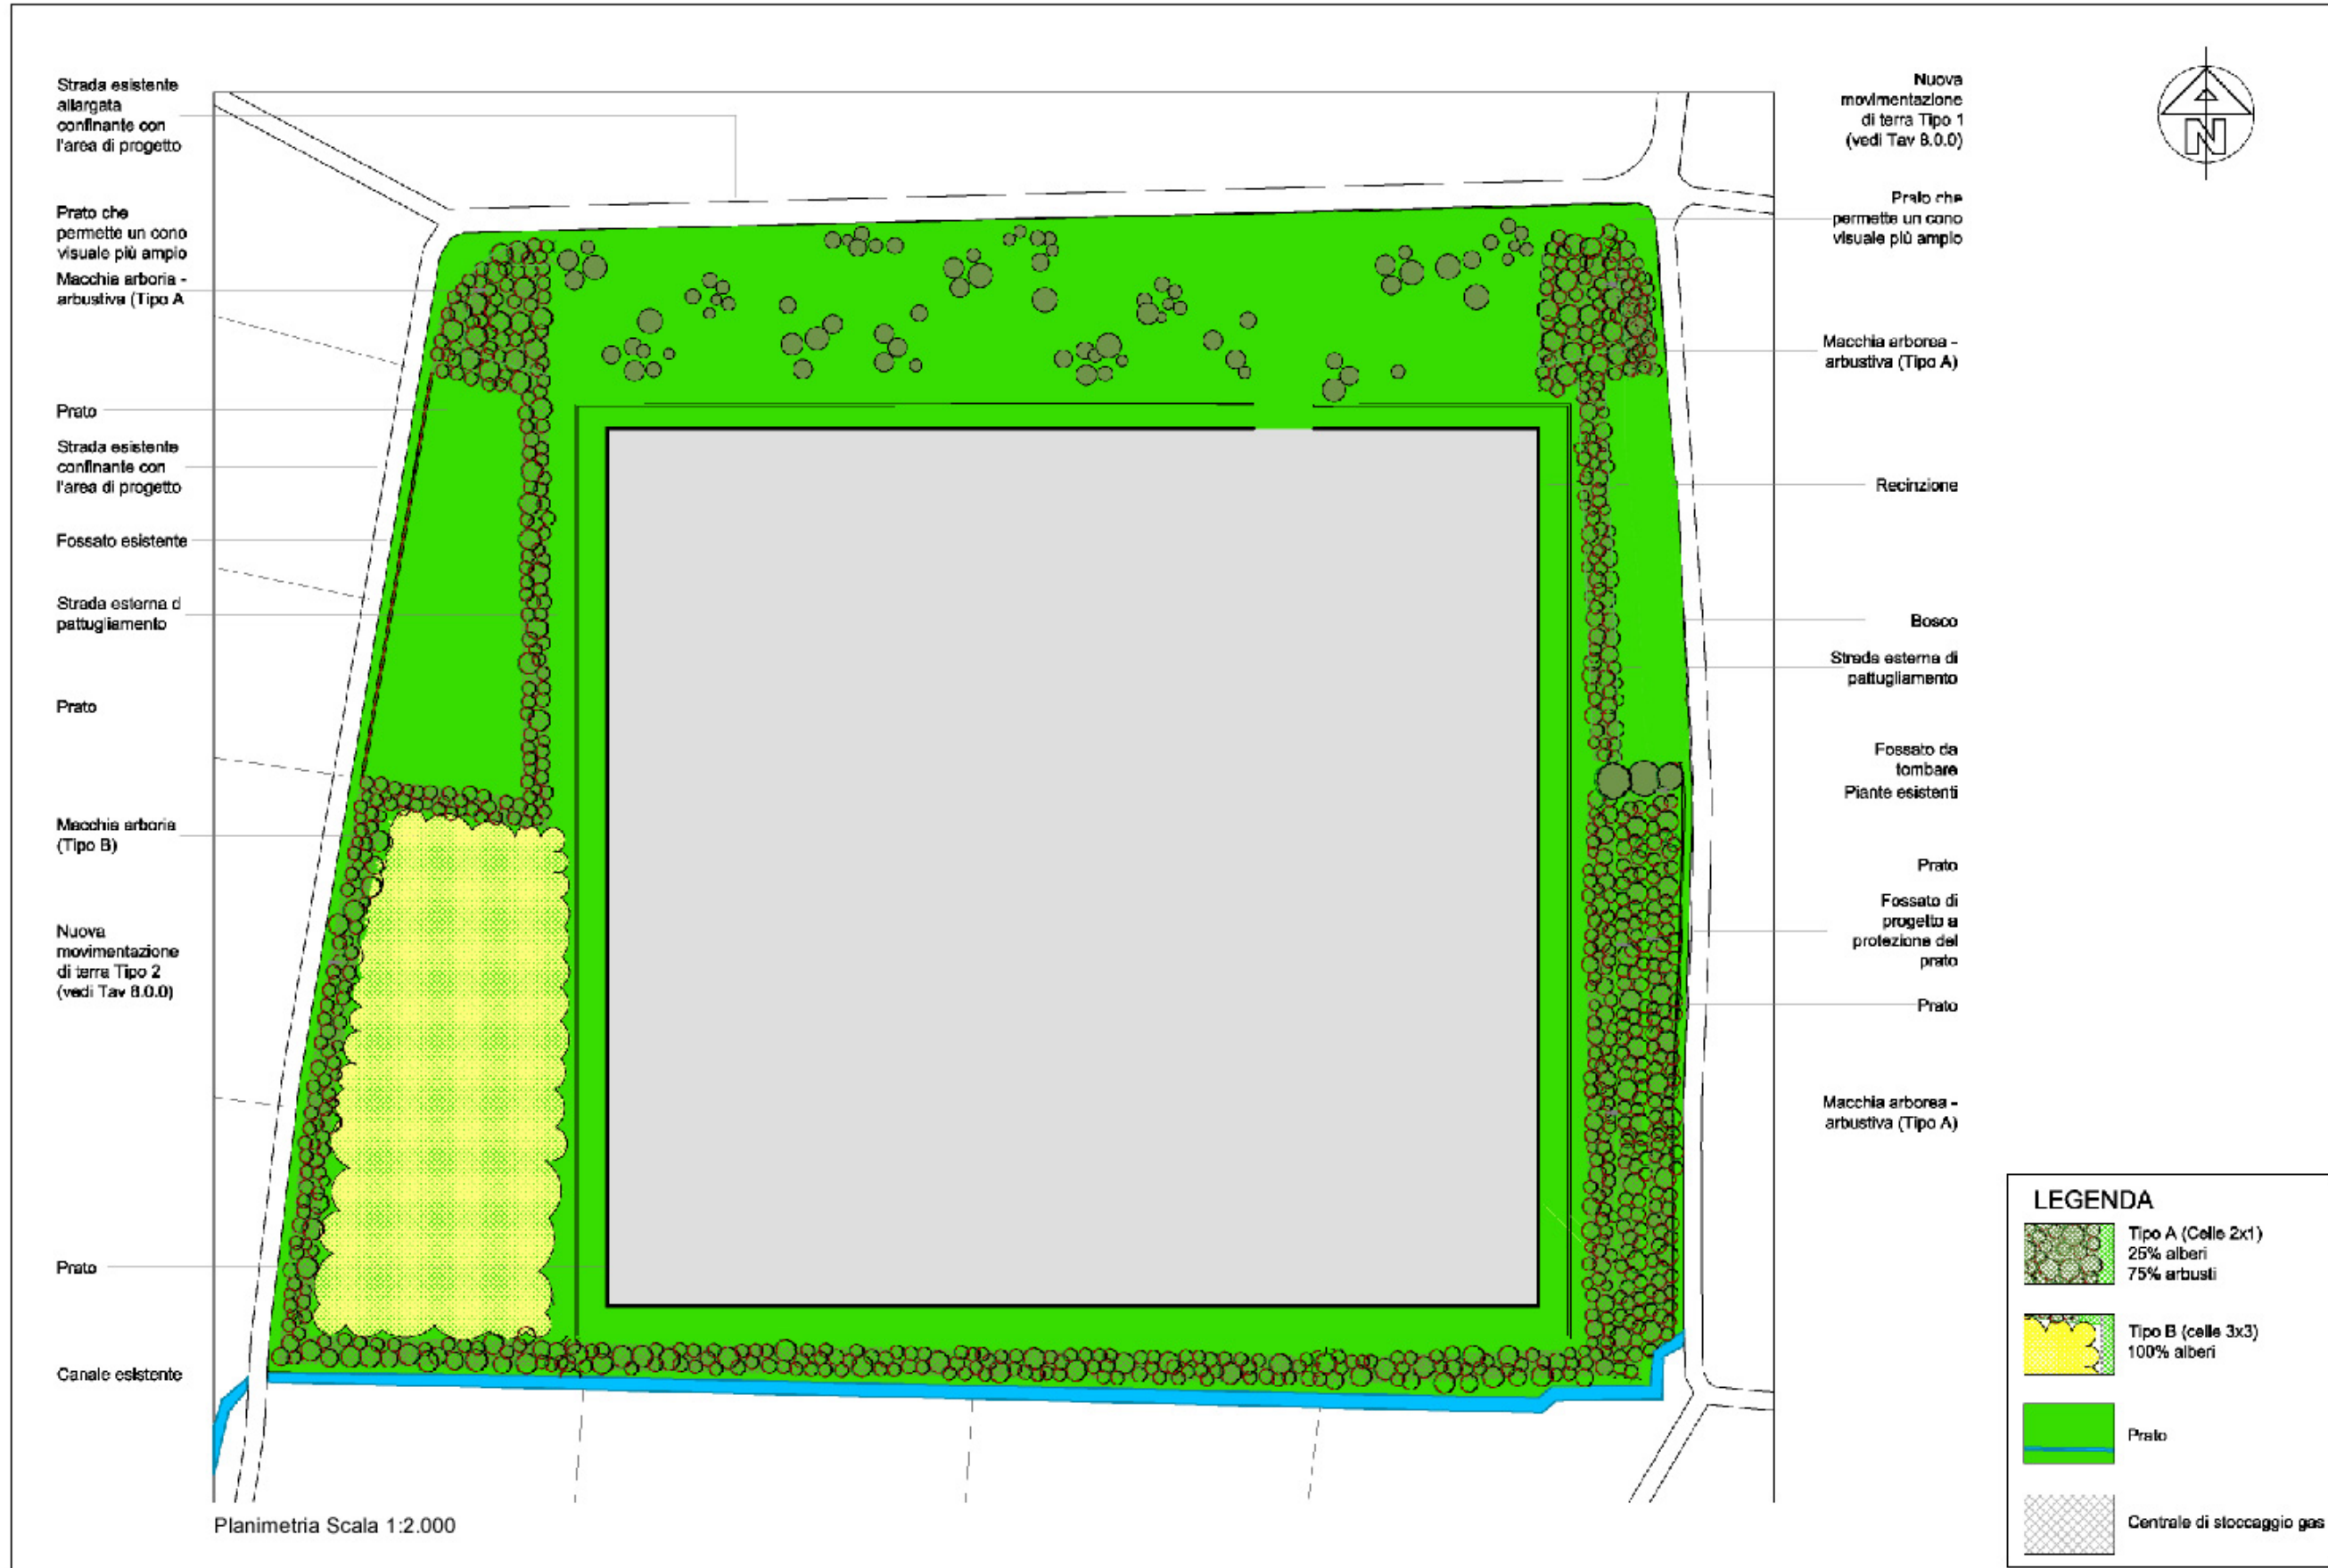 Strada esistente
allargata
confinante con
l'area di progetto
Prato che
permette un cono
visuale più ampio
Macchia arboria -
arbustiva (Tipo A
Prato
Strada esistente
confinante con
l'area di progetto
Fossato esistente
Strada esterna d
pattugliamento
Prato
Macchia arboria
(Tipo B)
Nuova
movimentazione
di terra Tipo 2
(vedi Tav 8.0.0)
Prato
Canale esistente
Planimetria Scala 1:2.000
Nuova
movimentazione
di terra Tipo 1
(vedi Tav 8.0.0)
Prato che
permette un cono
visuale più ampio
Macchia arborea -
arbustiva (Tipo A)
Recinzione
Bosco
Strada esterna di
pattugliamento
Fossato da
tombare
Piante esistenti
Prato
Fossato di
progetto a
protezione del
prato
Prato
Macchia arborea -
arbustiva (Tipo A)
N
LEGENDA
Tipo A (Celle 2x1)
25% alberi
75% arbusti
Tipo B (celle 3x3)
100% alberi
Prato
Centrale di stoccaggio gas